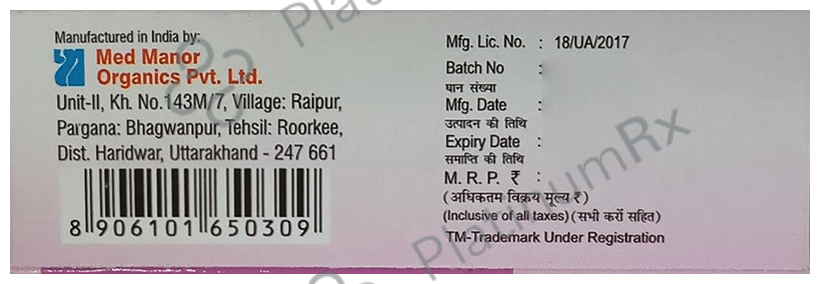 Manufactured in India by:
Med Manor
Organics Pvt. Ltd.
Unit-II, Kh. No.143M/7, Village: Raipur,
Pargana: Bhagwanpur, Tehsil: Roorkee,
Dist. Haridwar, Uttarakhand - 247 661
8 906101 650309
Mfg. Lic. No. : 18/UA/2017
Batch No :
घान संख्या
Mfg. Date :
उत्पादन की तिथि
Expiry Date :
समाप्ति की तिथि
M. R. P. ₹ :
(अधिकतम विक्रय मूल्य ₹)
(Inclusive of all taxes) (सभी करों सहित)
TM-Trademark Under Registration
PlatinumRx